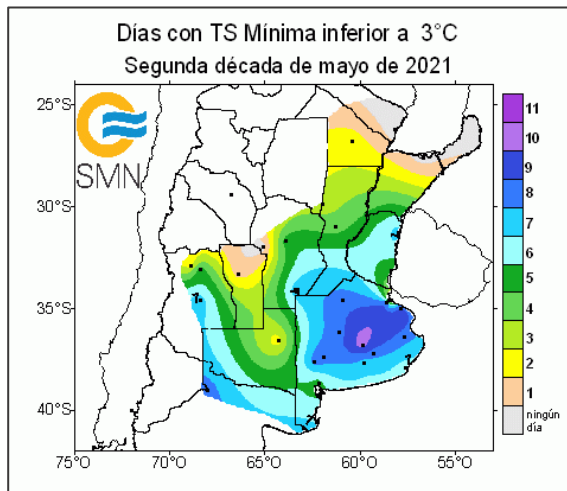 Días con TS Mínima inferior a 3°C
Segunda década de mayo de 2021
SMN
25°S
30°S
35°S
40°S
75°O
70°O
65°O
60°O
55°O
11
10
9
8
7
6
5
4
3
2
1
ningún
día